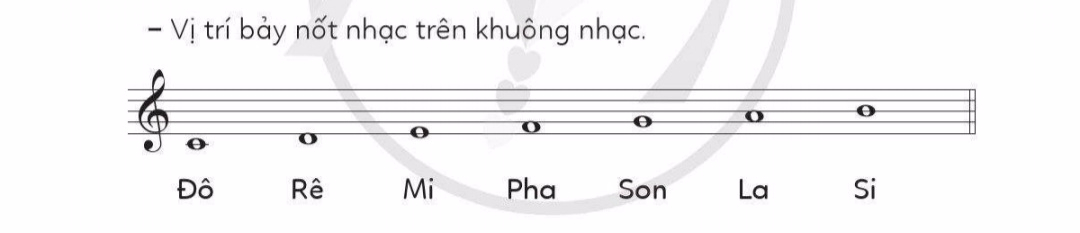 – Vị trí bảy nốt nhạc trên khuông nhạc.
Đô Rê Mi Pha Son La Si